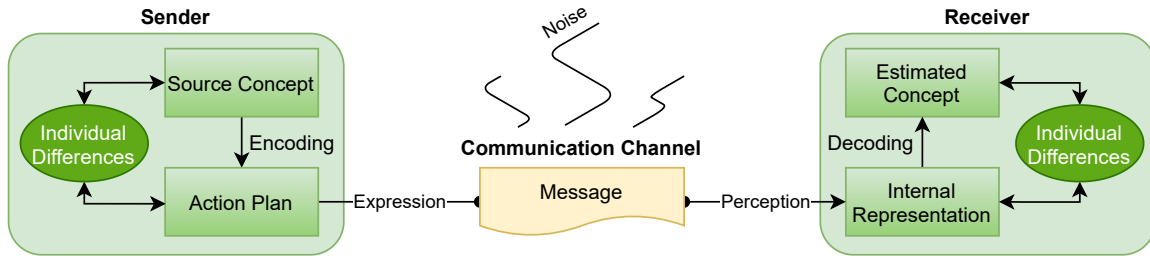 Sender
Source Concept
Individual
Differences
Encoding
Action Plan
Expression
Noise
Communication Channel
Message
Perception
Receiver
Estimated
Concept
Decoding
Individual
Differences
Internal
Representation